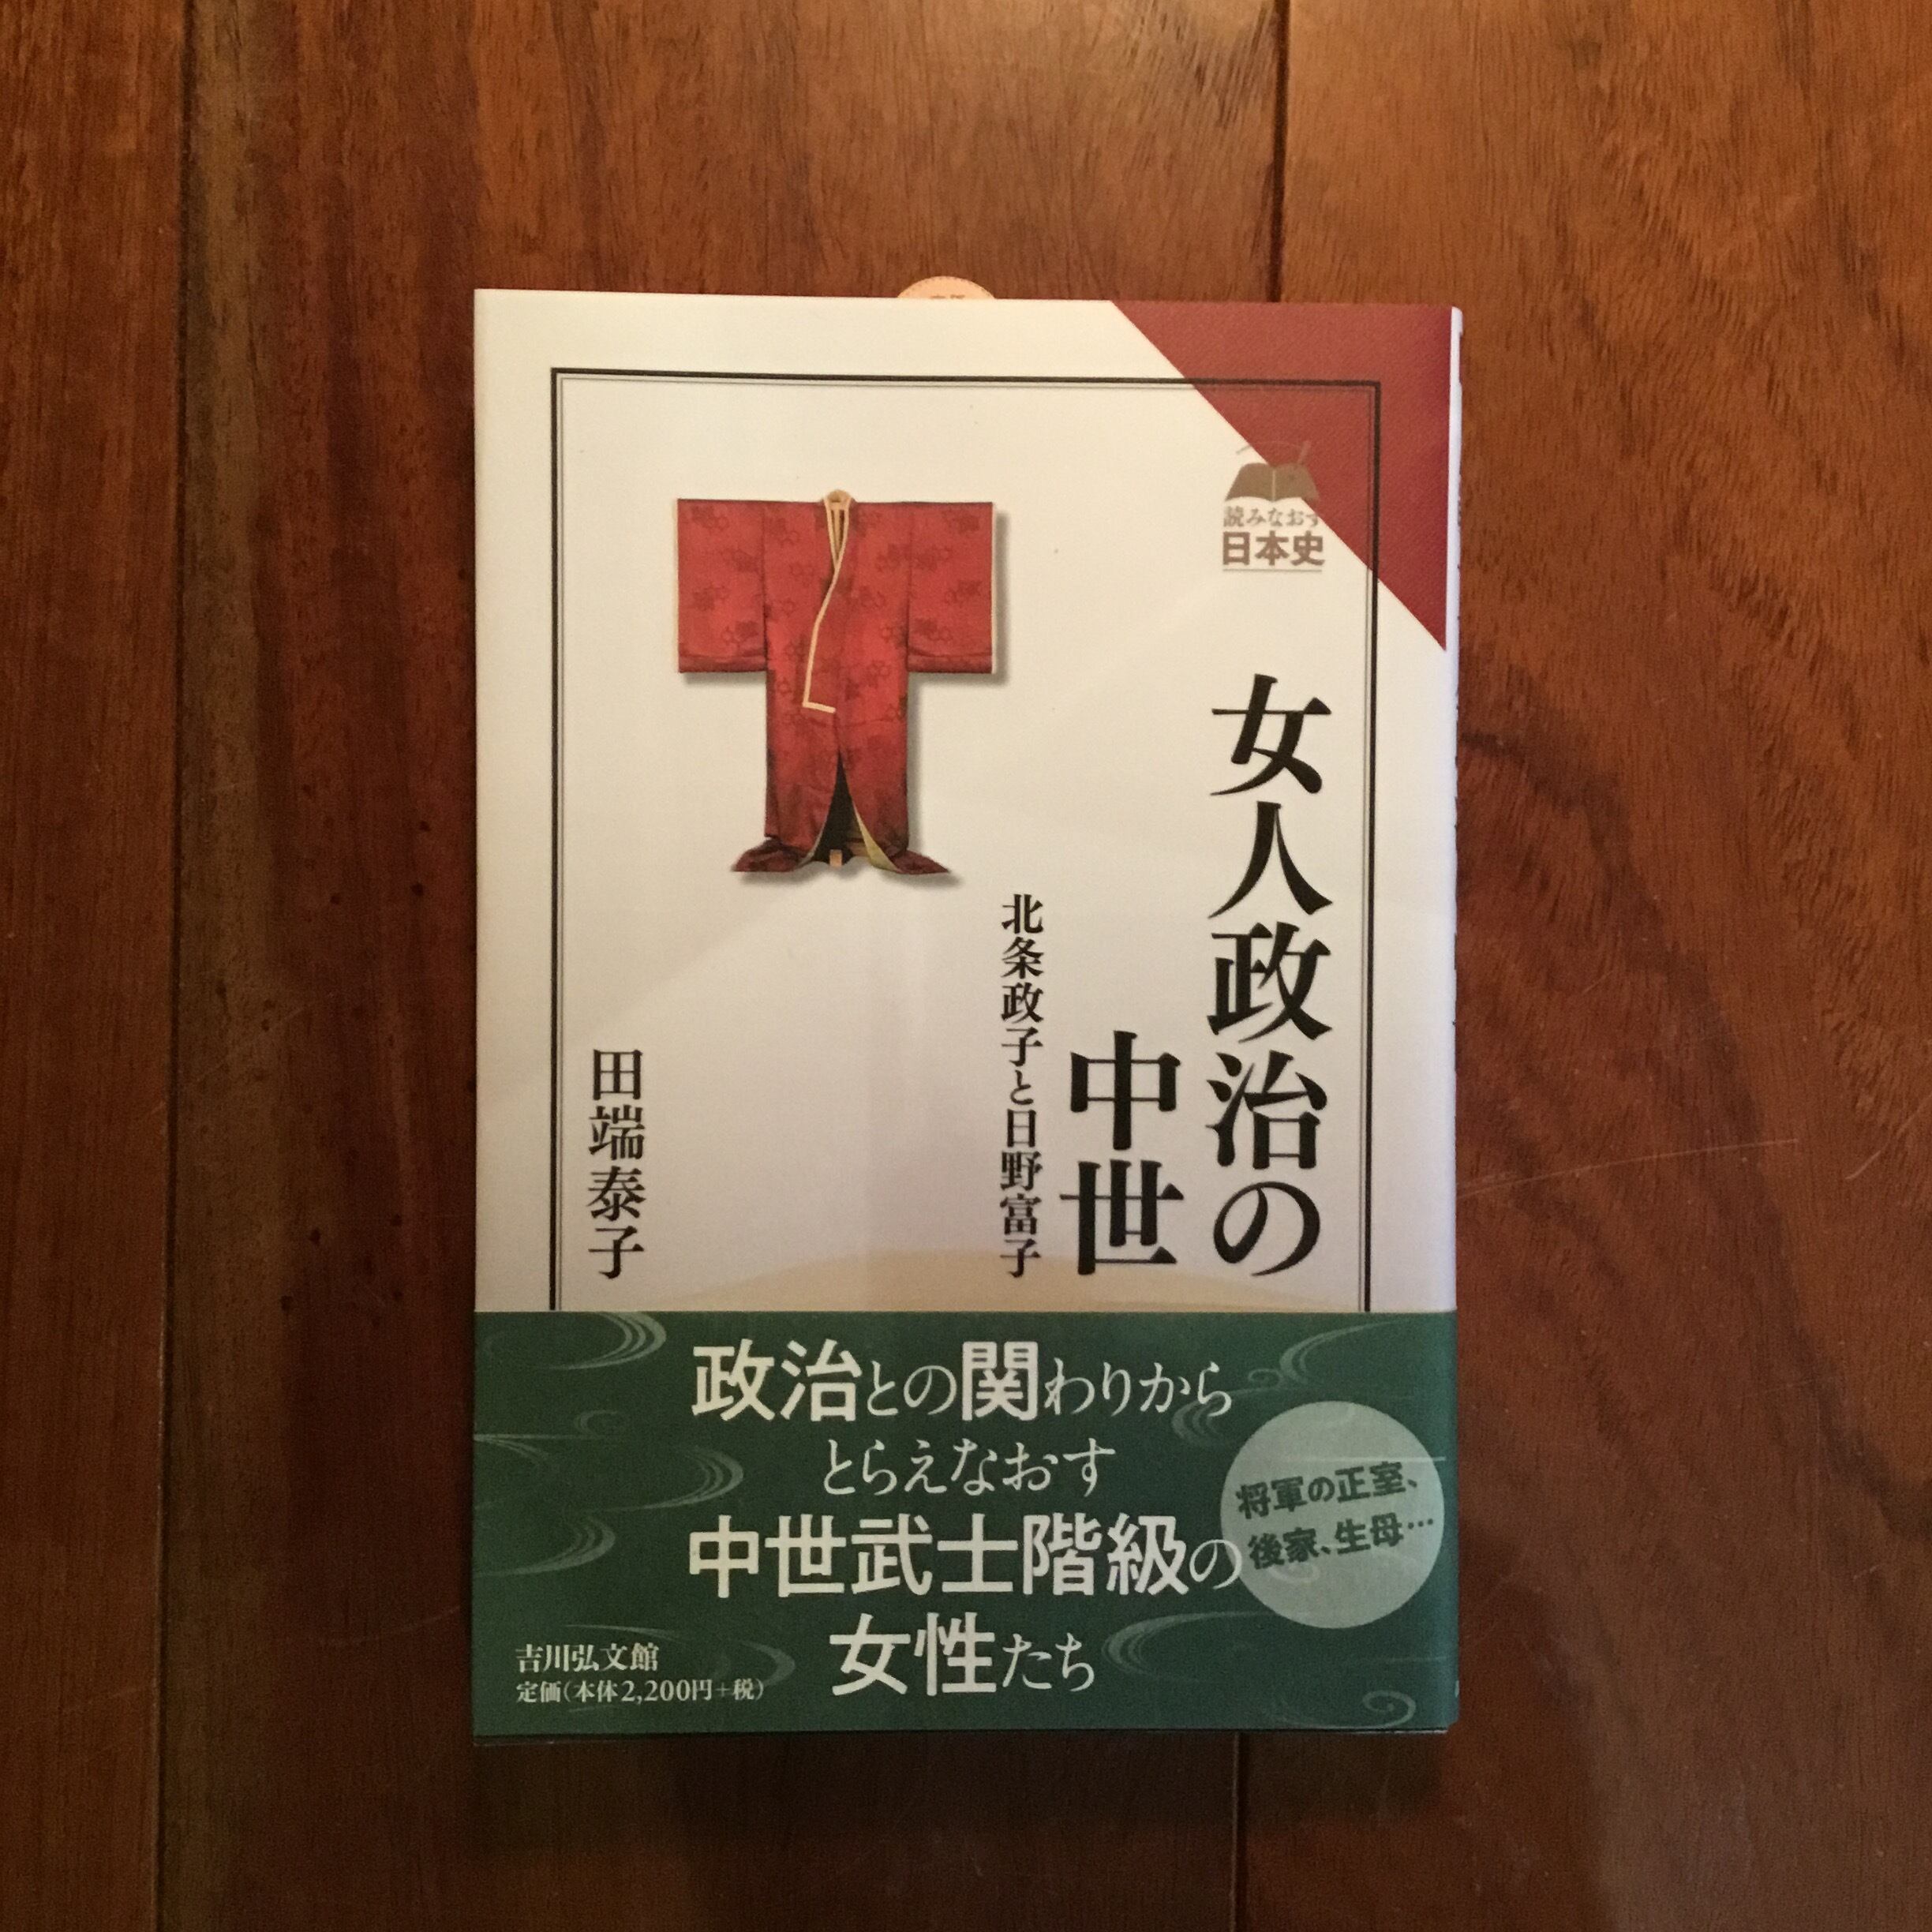 読みなおす
日本史
女人政治の
中世
北条政子と日野富子
田端泰子
政治との関わりから
とらえなおす
中世武士階級の
女性たち
将軍の正室、
後家、生母…
吉川弘文館
定価(本体2,200円+税)